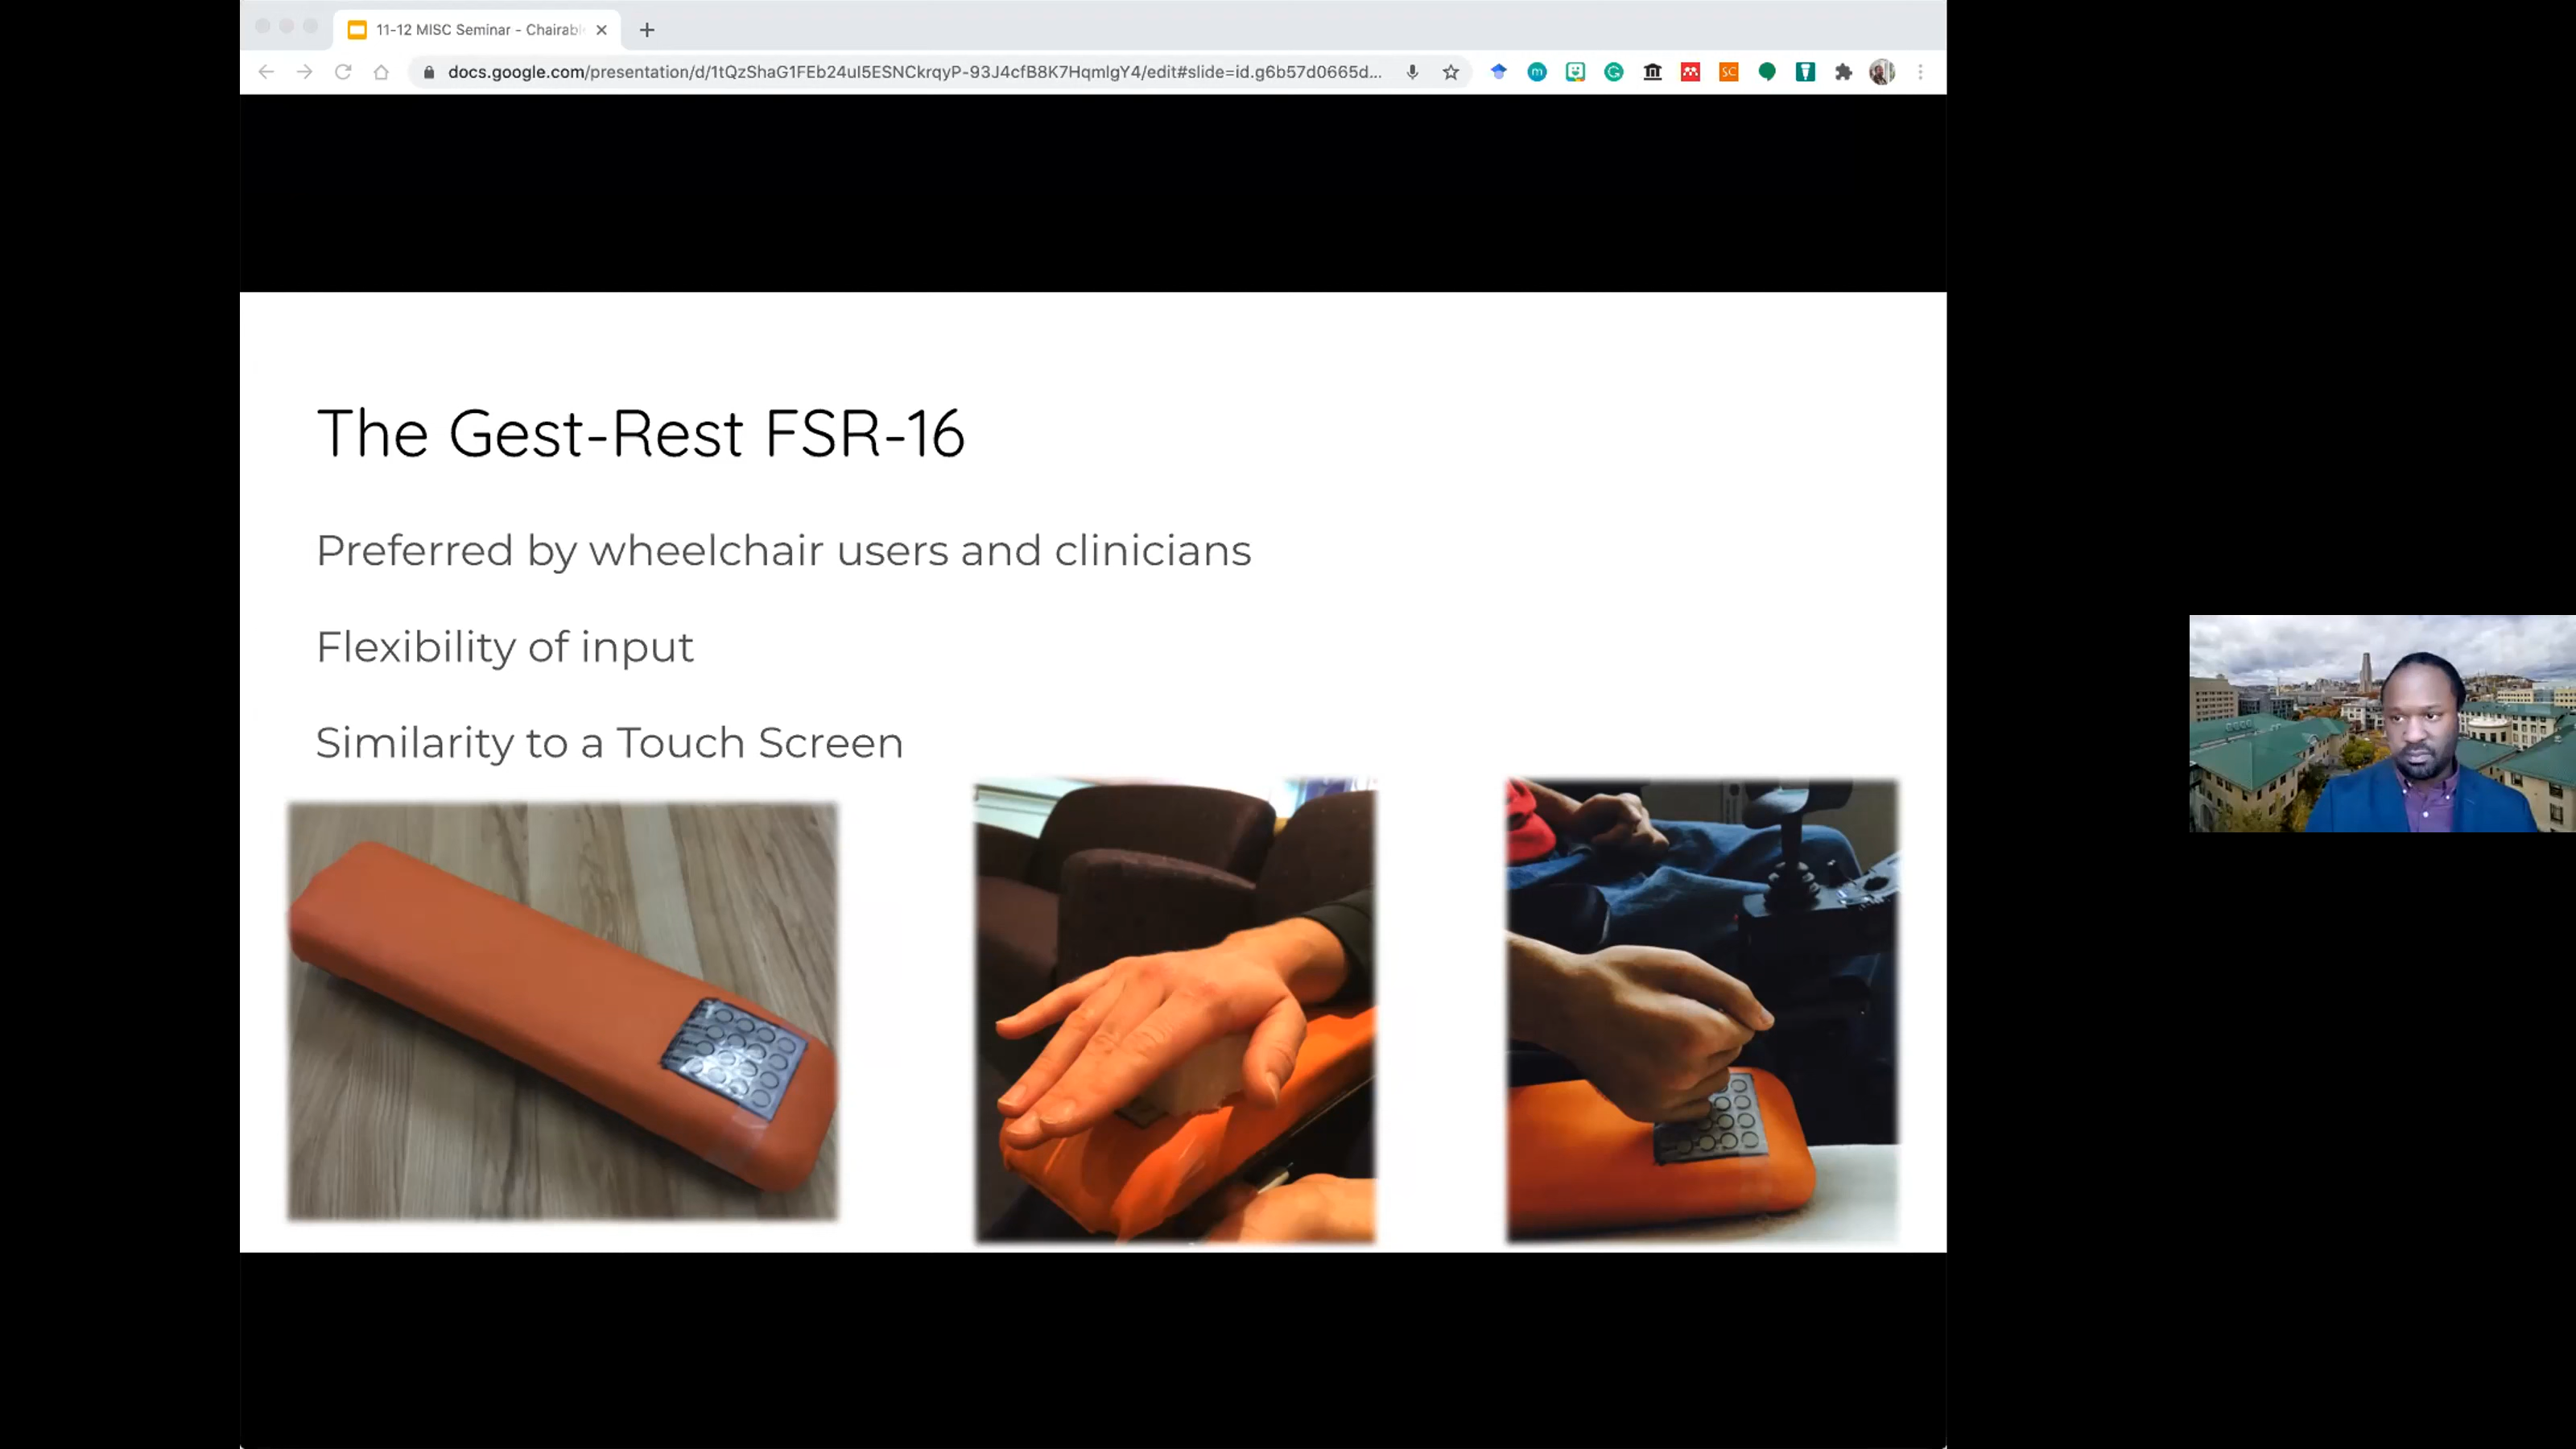 11-12 MISC Seminar - Chairabl
docs.google.com/presentation/d/1tQzShaG1FEb24uI5ESNCkrqyP-93J4cfB8K7HqmlgY4/edit#slide=id.g6b57d0665d...
The Gest-Rest FSR-16
Preferred by wheelchair users and clinicians
Flexibility of input
Similarity to a Touch Screen